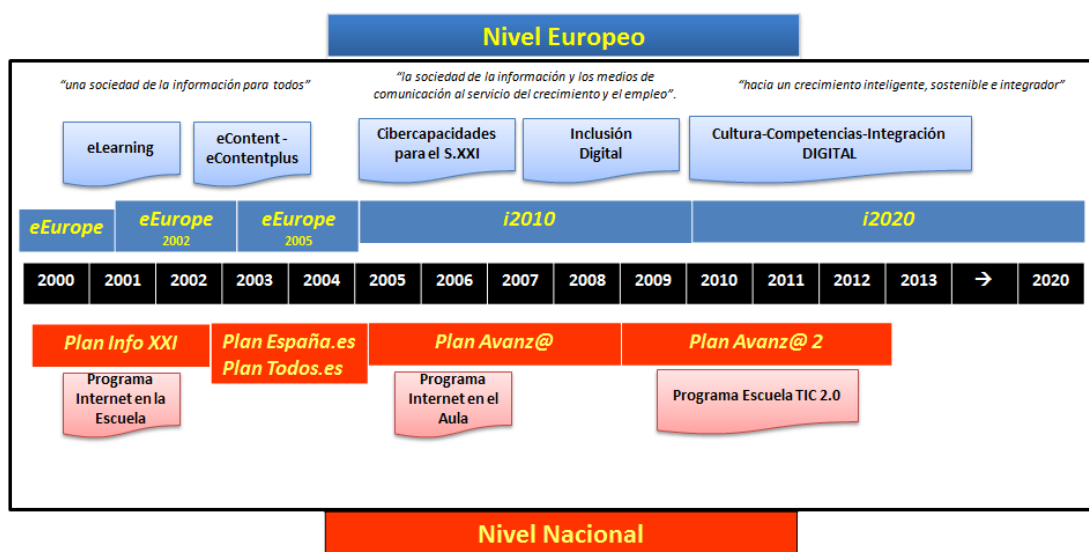 Nivel Europeo
“una sociedad de la información para todos”
“la sociedad de la información y los medios de
comunicación al servicio del crecimiento y el empleo”.
“hacia un crecimiento inteligente, sostenible e integrador”
eLearning
eContent -
eContentplus
Cibercapacidades
para el S.XXI
Inclusión
Digital
Cultura-Competencias-Integración
DIGITAL
eEurope
eEurope
2002
eEurope
2005
i2010
i2020
2000 2001 2002 2003 2004 2005 2006 2007 2008 2009 2010 2011 2012 2013 → 2020
Plan Info XXI
Plan España.es
Plan Todos.es
Plan Avanz@
Plan Avanz@ 2
Programa
Internet en la
Escuela
Programa
Internet en el
Aula
Programa Escuela TIC 2.0
Nivel Nacional